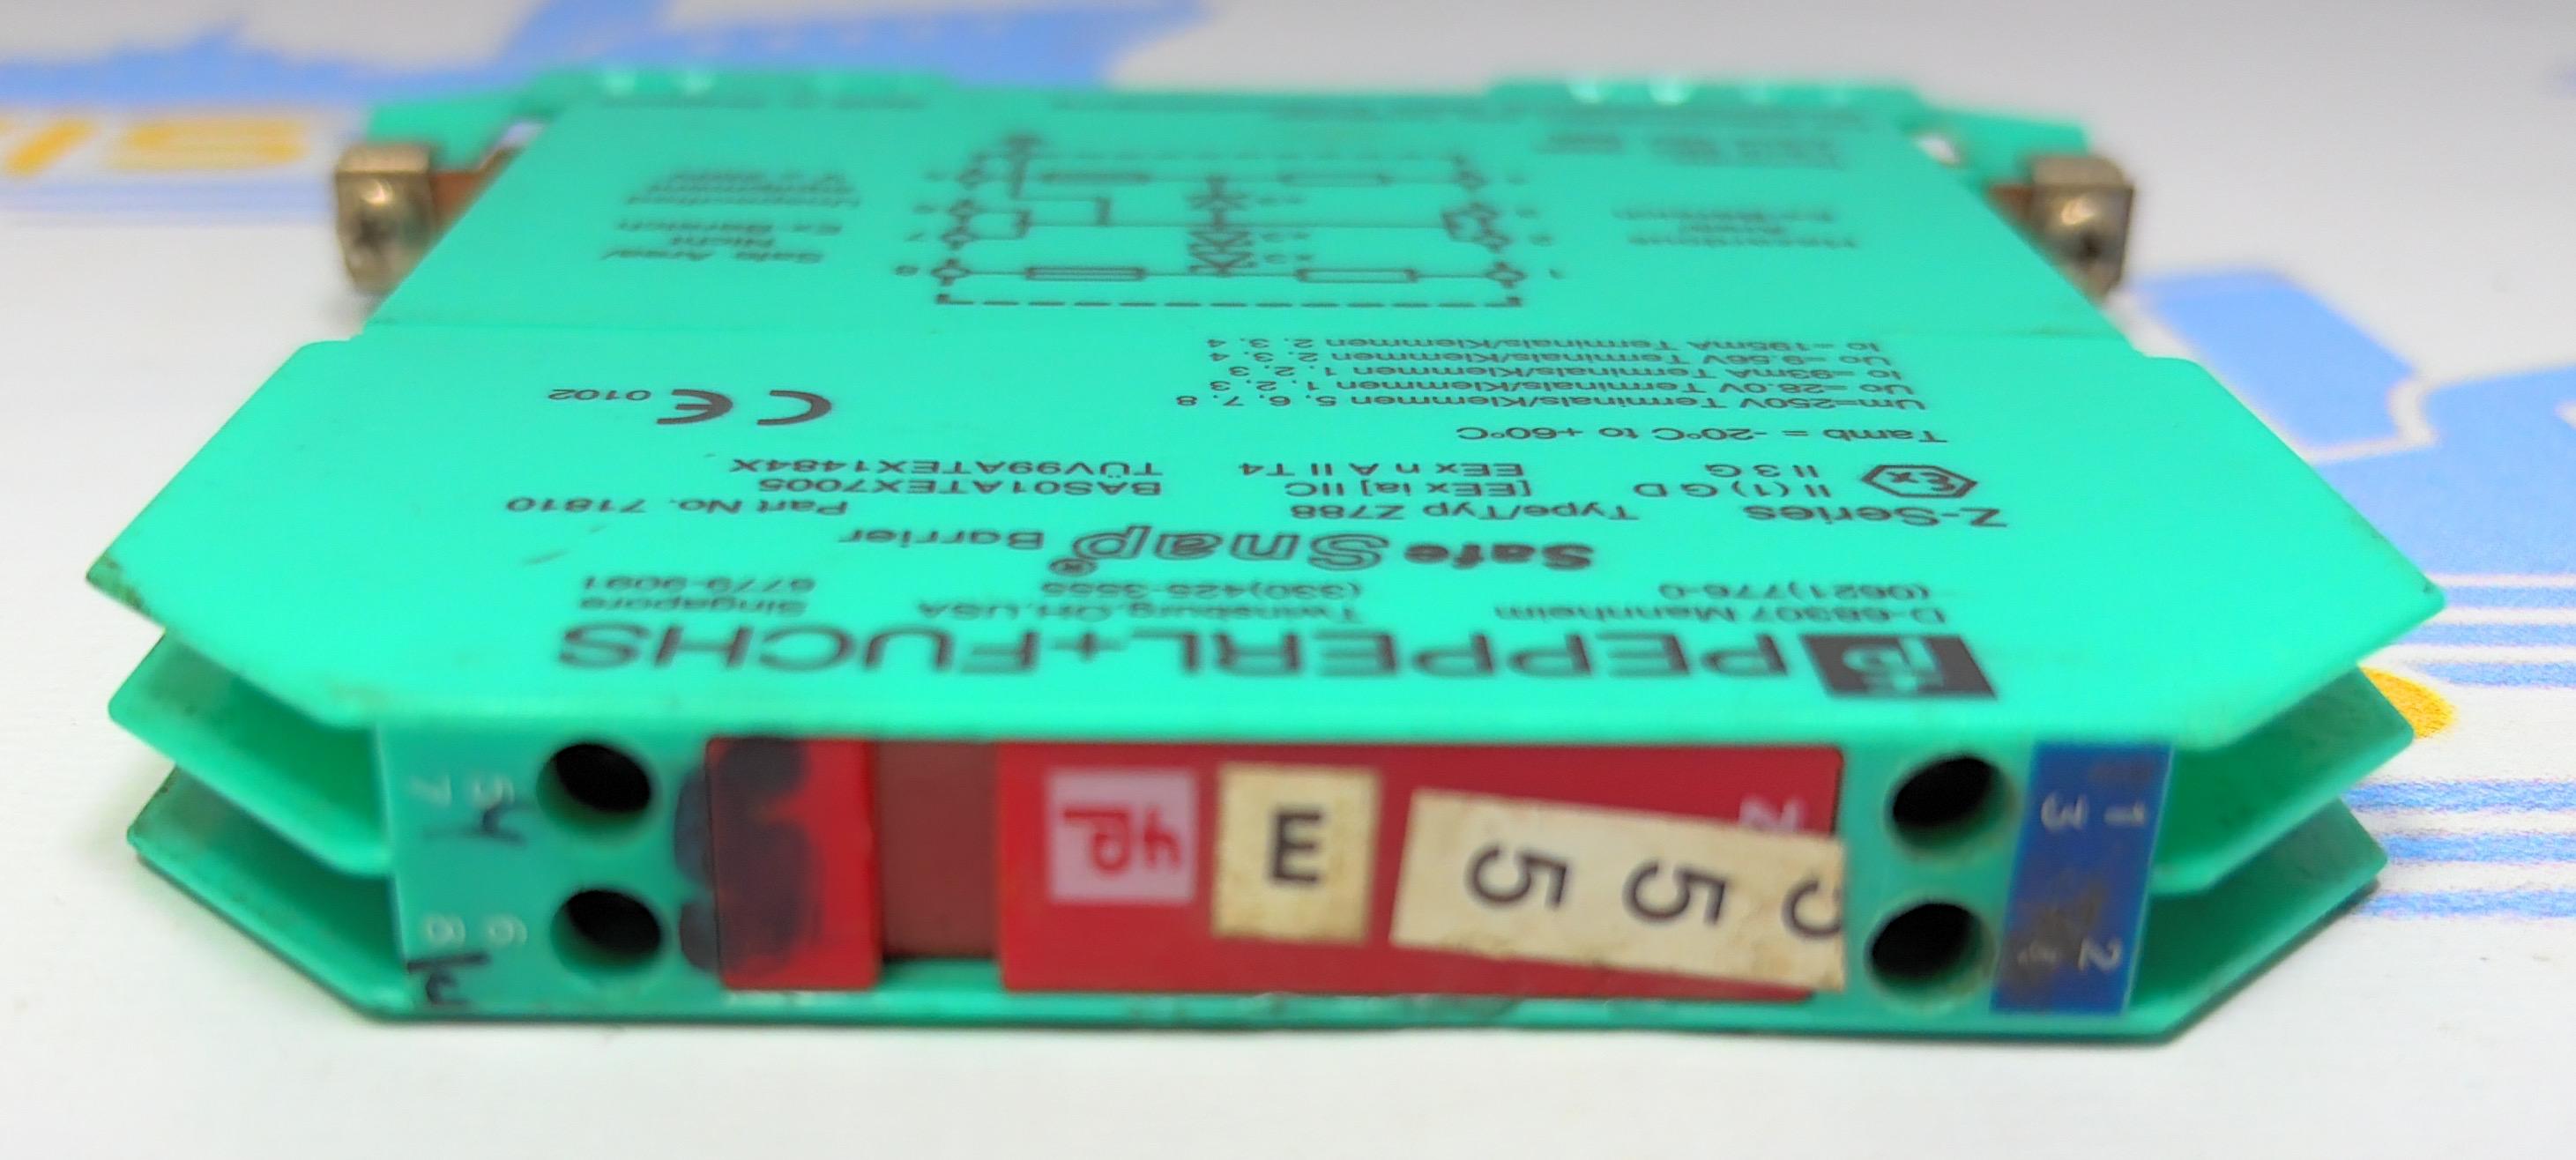 PEPPERL+FUCHS
D-68307 Mannheim Twinsburg,OH,USA Singapore
(0621)776-0 (330)425-3555 6779-9091
Safe Snap® Barrier
Z-Series Type/Typ Z788 Part No. 71810
Ex II (1) G D [EEx ia] IIC BAS01ATEX7005
II 3 G EEx n A II T4 TÜV99ATEX1484X
Tamb = -20°C to +60°C
CE 0102
Um=250V Terminals/Klemmen 5, 6, 7, 8
Uo=28.0V Terminals/Klemmen 1, 2, 3
Io=93mA Terminals/Klemmen 1, 2, 3
Uo=9.56V Terminals/Klemmen 2, 3, 4
Io=195mA Terminals/Klemmen 2, 3, 4
Hazardous Area/ Ex-Bereich
Safe Area/ Nicht Ex-Bereich
1 8
7
5 7
6 8
E
5 5
1 3
2